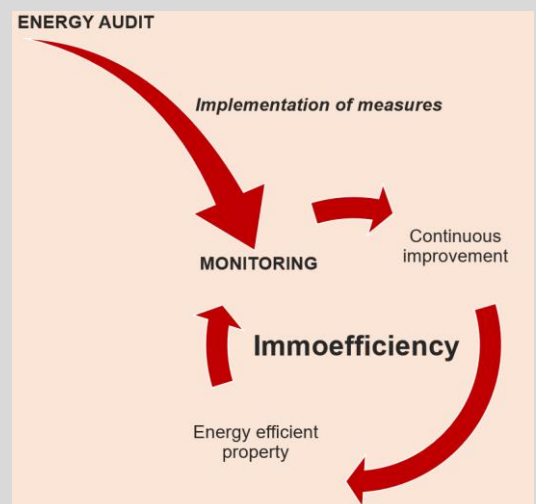 ENERGY AUDIT
Implementation of measures
MONITORING
Continuous
improvement
Immoefficiency
Energy efficient
property